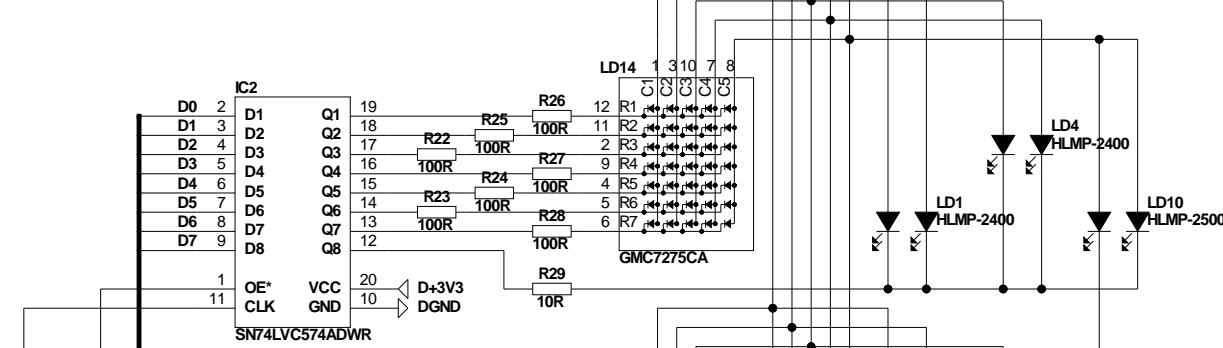 LD14
1 3 10 7 8
C1 C2 C3 C4 C5
IC2
D0 2 D1 Q1 19 R26 100R 12 R1
D1 3 D2 Q2 18 R25 100R 11 R2
D2 4 D3 Q3 17 R22 100R 2 R3
D3 5 D4 Q4 16 R27 100R 9 R4
D4 6 D5 Q5 15 R24 100R 4 R5
D5 7 D6 Q6 14 R23 100R 5 R6
D6 8 D7 Q7 13 R28 100R 6 R7
D7 9 D8 Q8 12
GMC7275CA
R29
10R
1 OE* VCC 20 D+3V3
11 CLK GND 10 DGND
SN74LVC574ADWR
LD4
HLMP-2400
LD1
HLMP-2400
LD10
HLMP-2500